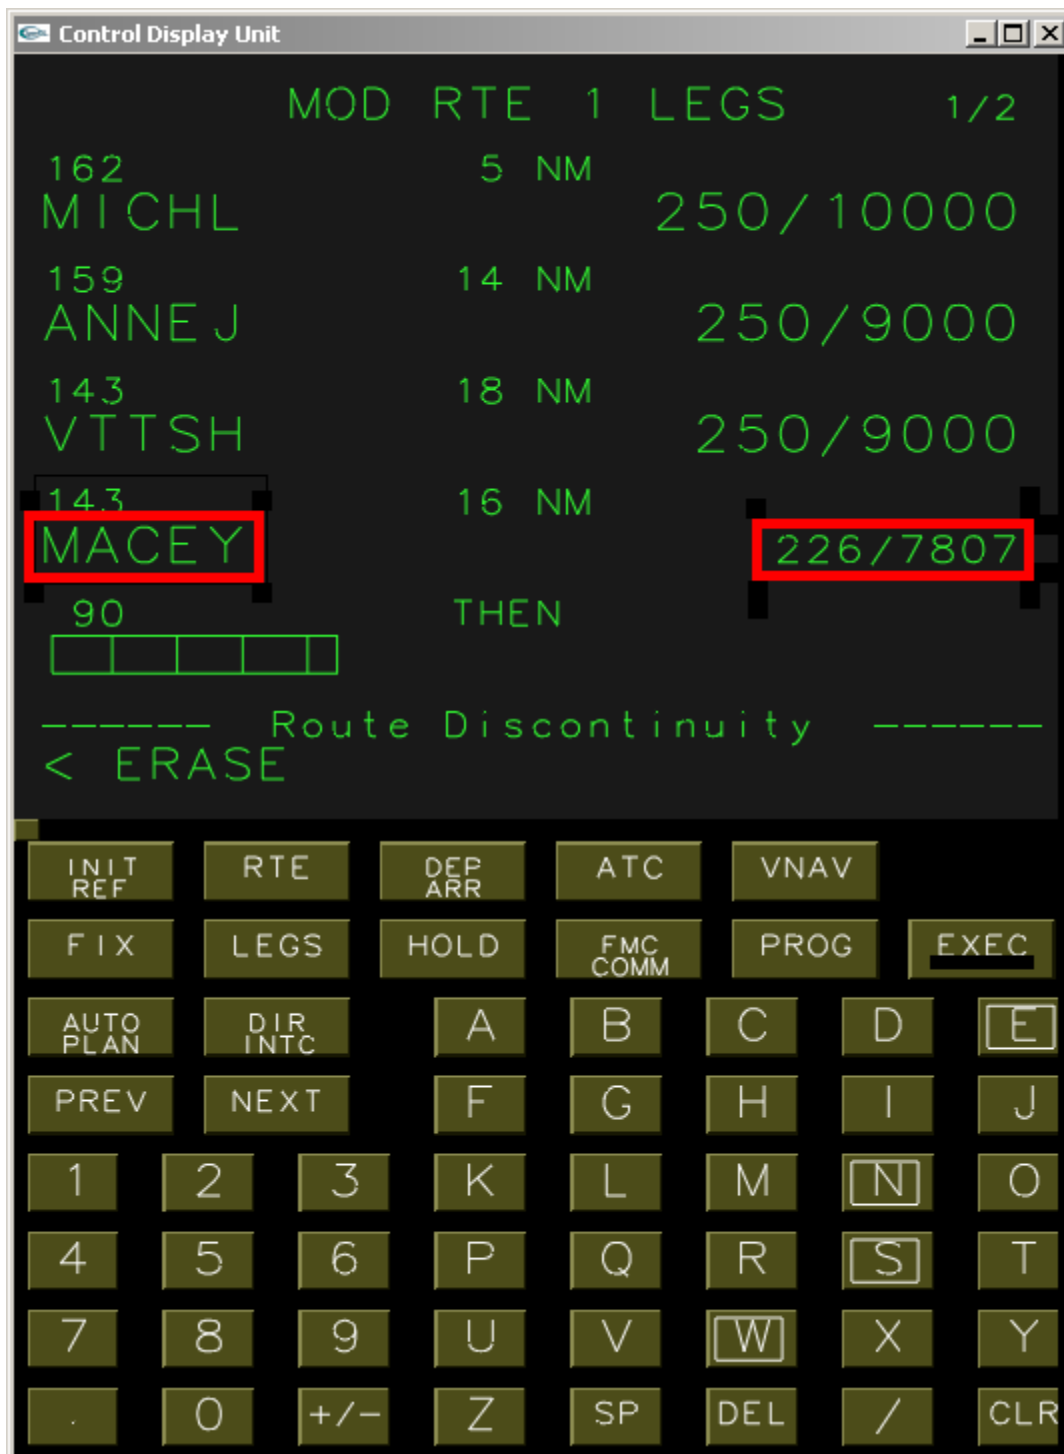 Control Display Unit
MOD RTE 1 LEGS 1/2
162 5 NM
MICHL 250/10000
159 14 NM
ANNEJ 250/9000
143 18 NM
VTTSH 250/9000
143 16 NM
MACEY 226/7807
90 THEN
------ Route Discontinuity ------
< ERASE
INIT REF RTE DEP ARR ATC VNAV
FIX LEGS HOLD FMC COMM PROG EXEC
AUTO PLAN DIR INTC A B C D E
PREV NEXT F G H I J
1 2 3 K L M N O
4 5 6 P Q R S T
7 8 9 U V W X Y
. 0 +/- Z SP DEL / CLR